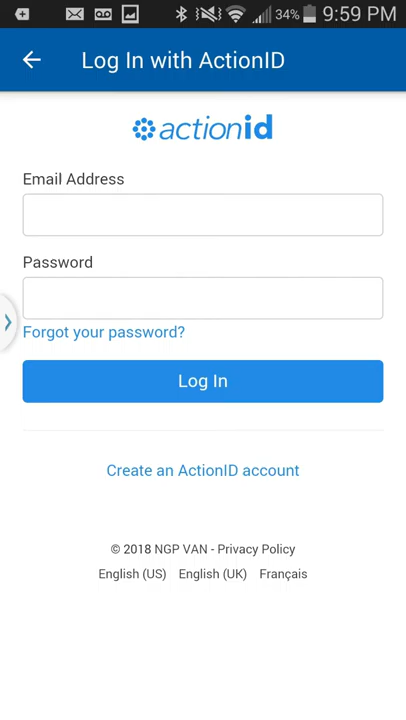 34% 9:59 PM
Log In with ActionID
actionid
Email Address
Password
Forgot your password?
Log In
Create an ActionID account
© 2018 NGP VAN - Privacy Policy
English (US) English (UK) Français